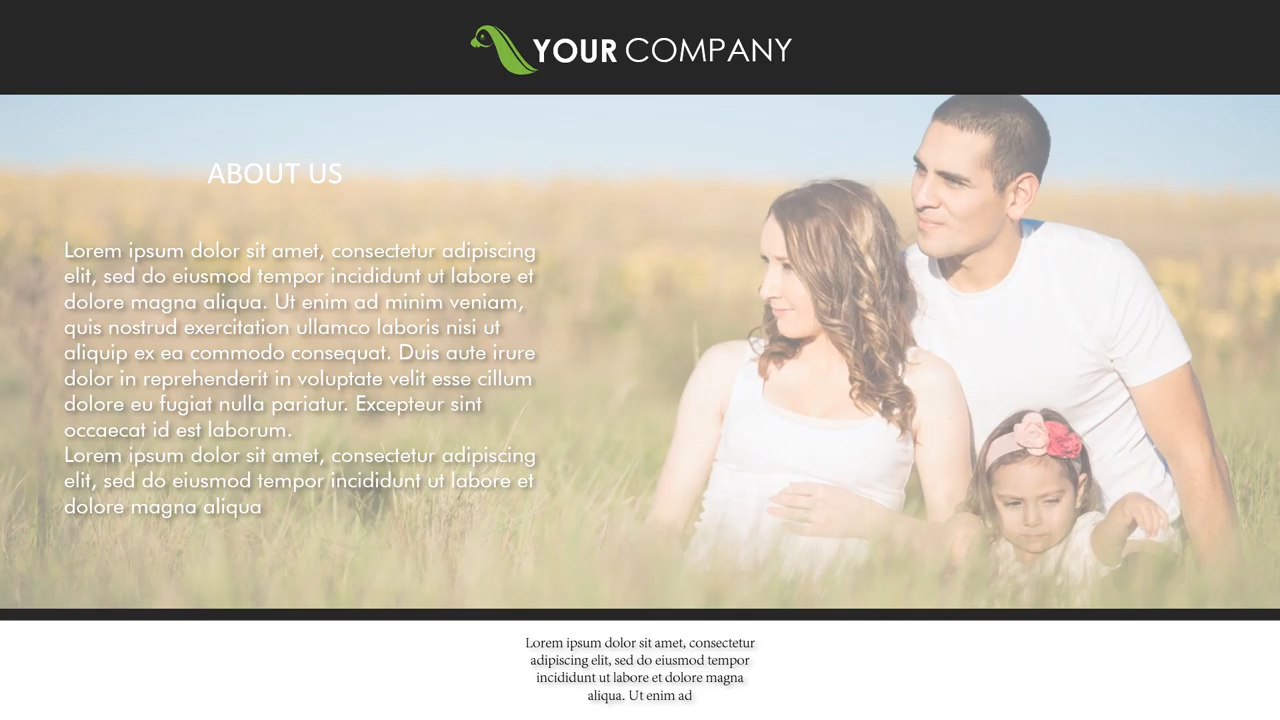 YOUR COMPANY
ABOUT US
Lorem ipsum dolor sit amet, consectetur adipiscing
elit, sed do eiusmod tempor incididunt ut labore et
dolore magna aliqua. Ut enim ad minim veniam,
quis nostrud exercitation ullamco laboris nisi ut
aliquip ex ea commodo consequat. Duis aute irure
dolor in reprehenderit in voluptate velit esse cillum
dolore eu fugiat nulla pariatur. Excepteur sint
occaecat id est laborum.
Lorem ipsum dolor sit amet, consectetur adipiscing
elit, sed do eiusmod tempor incididunt ut labore et
dolore magna aliqua
Lorem ipsum dolor sit amet, consectetur
adipiscing elit, sed do eiusmod tempor
incididunt ut labore et dolore magna
aliqua. Ut enim ad